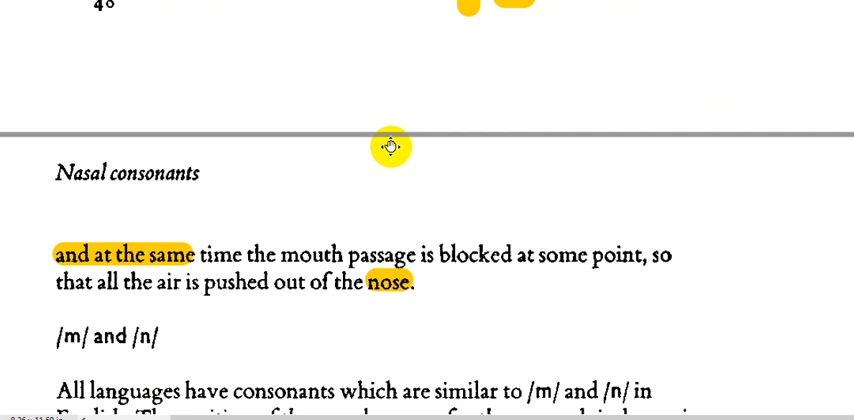 48
Nasal consonants
and at the same time the mouth passage is blocked at some point, so
that all the air is pushed out of the nose.
/m/ and /n/
All languages have consonants which are similar to /m/ and /n/ in